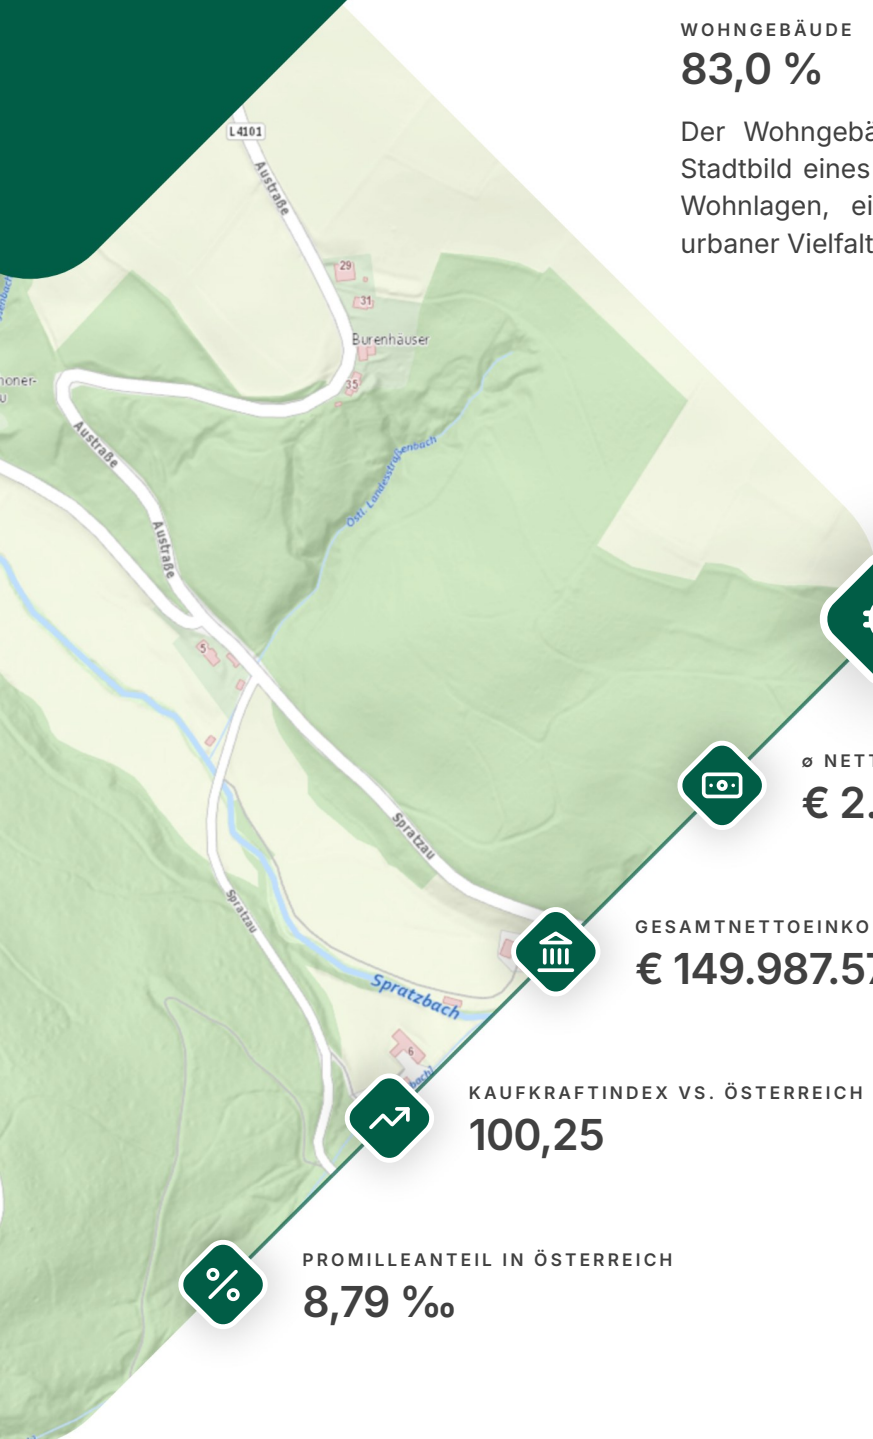 WOHNGEBÄUDE
83,0 %
Der Wohngebä
Stadtbild eines
Wohnlagen, ei
urbaner Vielfalt
L4101
Austraße
29
31
Burenhäuser
35
Austraße
Östl. Landesstraßenbach
Austraße
5
ø NETT
€ 2.
Spratzau
Spratzau
GESAMTNETTOEINKO
€ 149.987.57
Spratzbach
6
KAUFKRAFTINDEX VS. ÖSTERREICH
100,25
PROMILLEANTEIL IN ÖSTERREICH
8,79 ‰